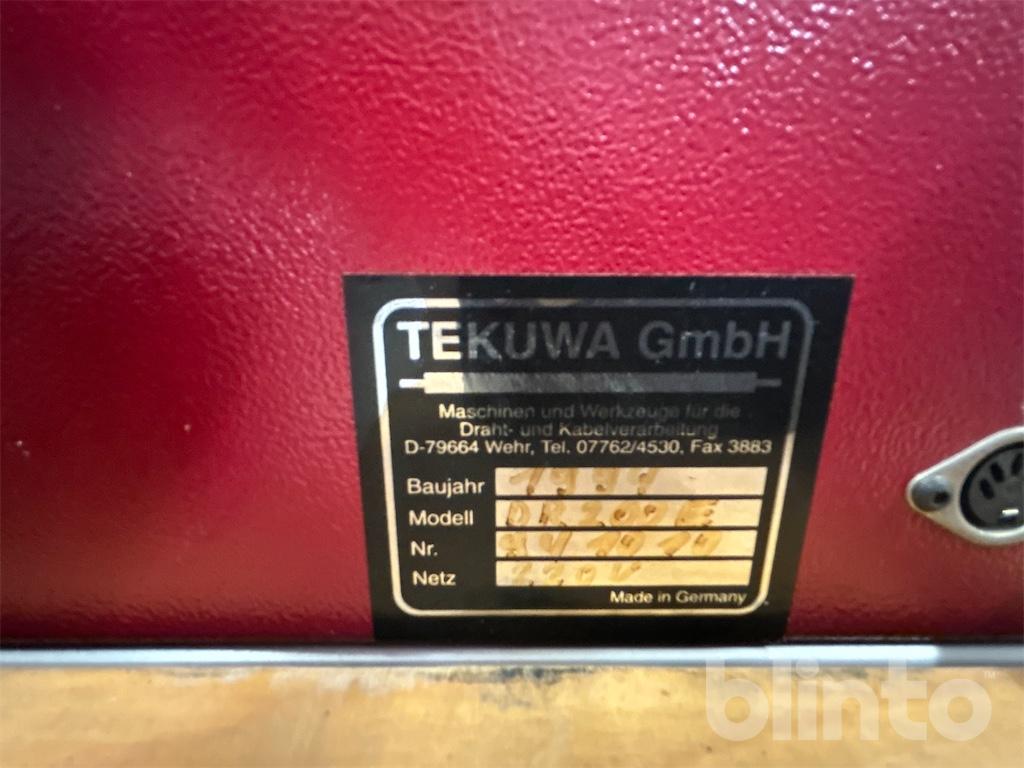 TEKUWA GmbH
Maschinen und Werkzeuge für die
Draht- und Kabelverarbeitung
D-79664 Wehr, Tel. 07762/4530, Fax 3883
Baujahr
Modell
Nr.
Netz
Made in Germany
blinto